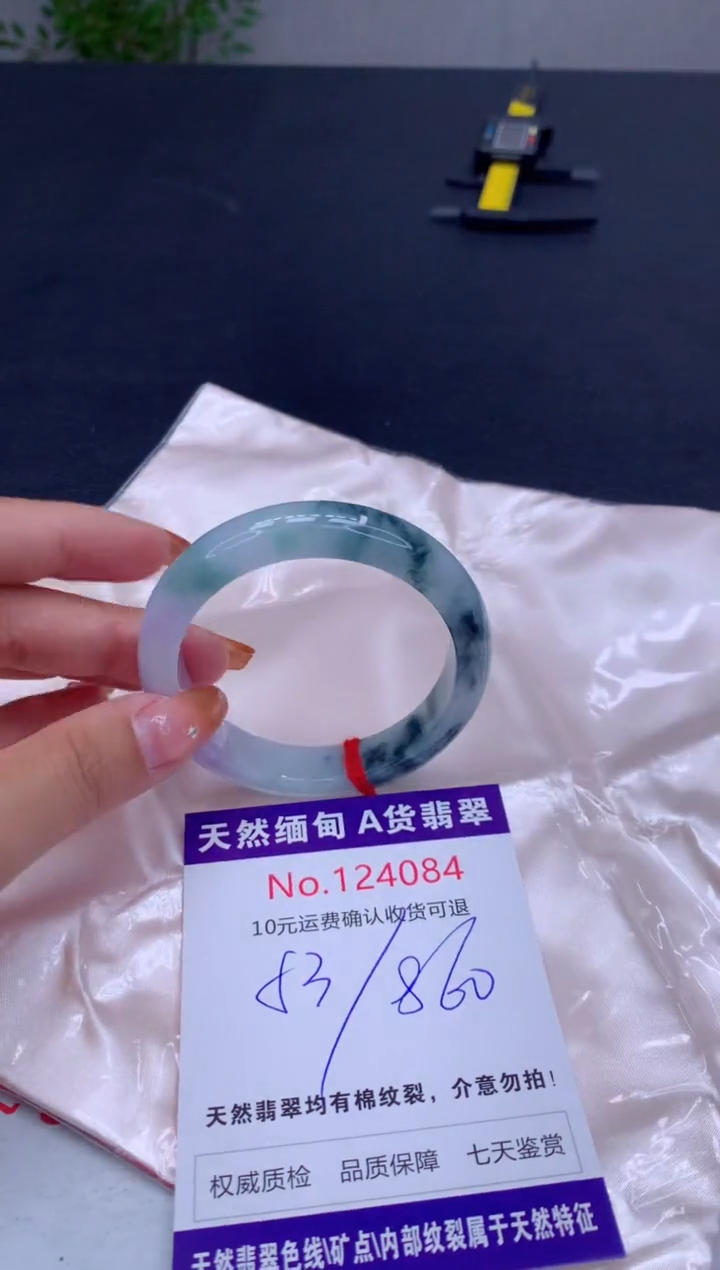 天然缅甸 A货翡翠
No.124084
10元运费确认收货可退
53/860
天然翡翠均有棉纹裂，介意勿拍！
权威质检 品质保障 七天鉴赏
天然翡翠色线\矿点\内部纹裂属于天然特征